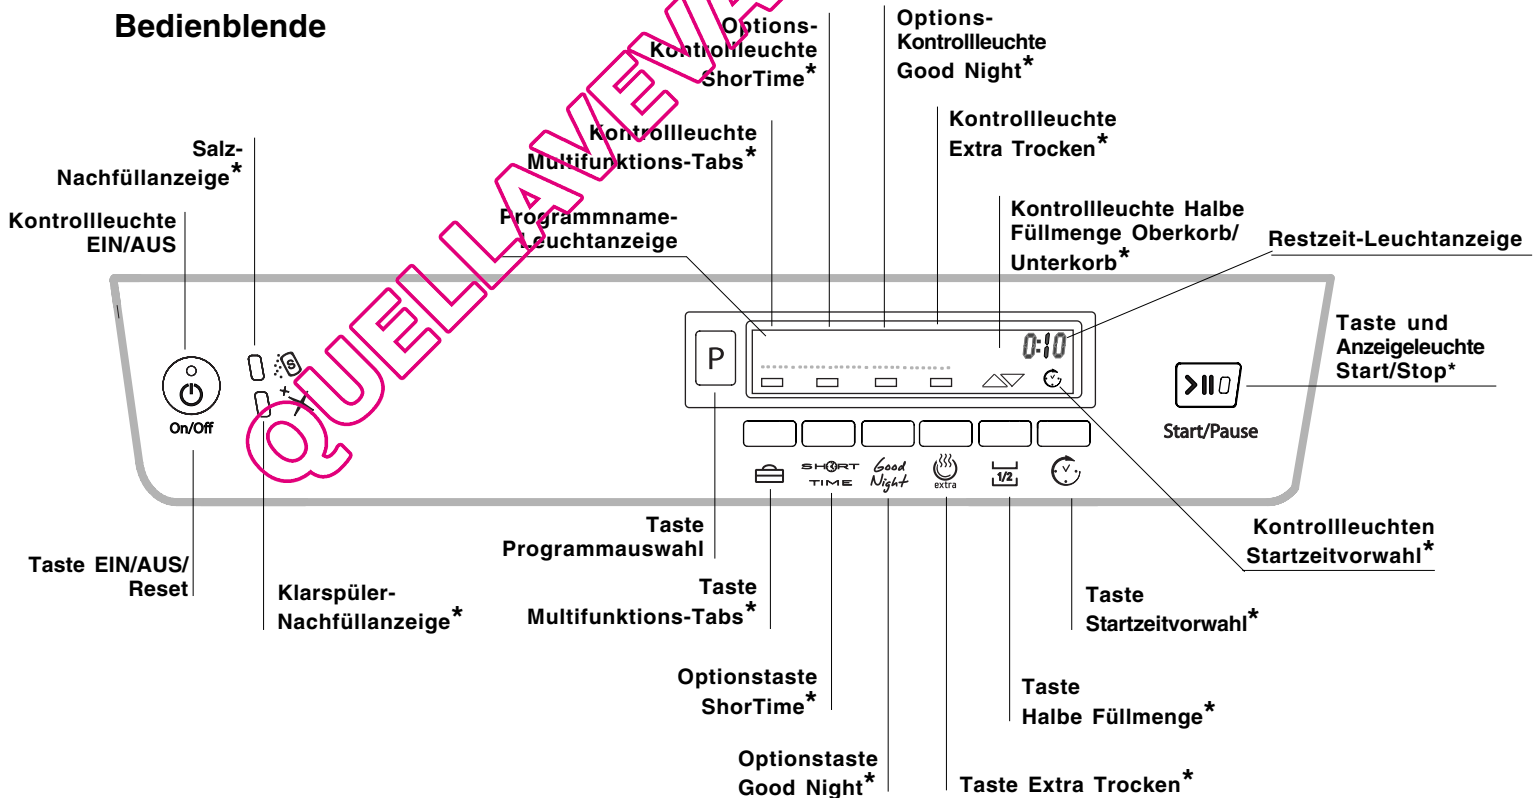 Bedienblende
Options-
Kontrollleuchte
ShorTime*
Options-
Kontrollleuchte
Good Night*
Kontrollleuchte
Multifunktions-Tabs*
Kontrollleuchte
Extra Trocken*
Salz-
Nachfüllanzeige*
Kontrollleuchte
EIN/AUS
Programmname-
Leuchtanzeige
Kontrollleuchte Halbe
Füllmenge Oberkorb/
Unterkorb*
Restzeit-Leuchtanzeige
Taste und
Anzeigeleuchte
Start/Stop*
QUELLAVEVA
P
0:10
S
On/Off
Start/Pause
SHORT
TIME
Good
Night
extra
1/2
Taste
Programmauswahl
Kontrollleuchten
Startzeitvorwahl*
Taste EIN/AUS/
Reset
Klarspüler-
Nachfüllanzeige*
Taste
Multifunktions-Tabs*
Taste
Startzeitvorwahl*
Optionstaste
ShorTime*
Taste
Halbe Füllmenge*
Optionstaste
Good Night*
Taste Extra Trocken*